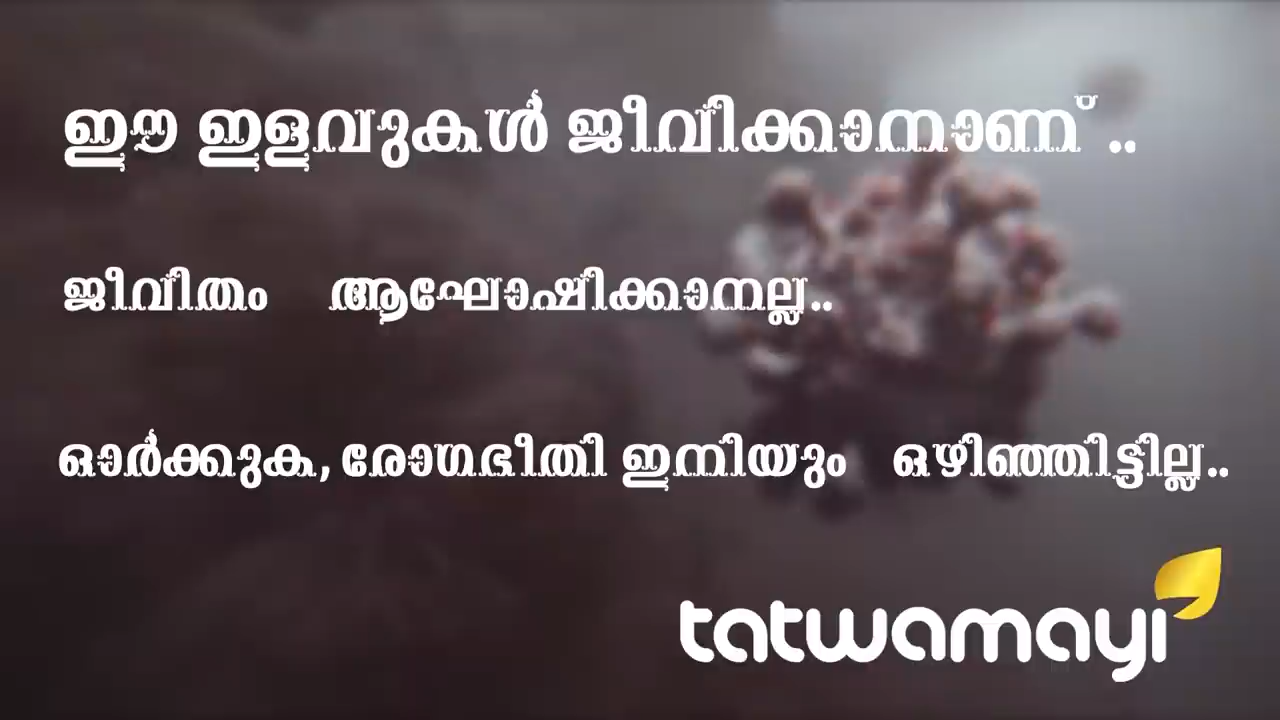 ഈ ഇളവുകൾ ജീവിക്കാനാണ് ..
ജീവിതം ആഘോഷിക്കാനല്ല..
ഓർക്കുക, രോഗഭീതി ഇനിയും ഒഴിഞ്ഞിട്ടില്ല..
tatwamayi